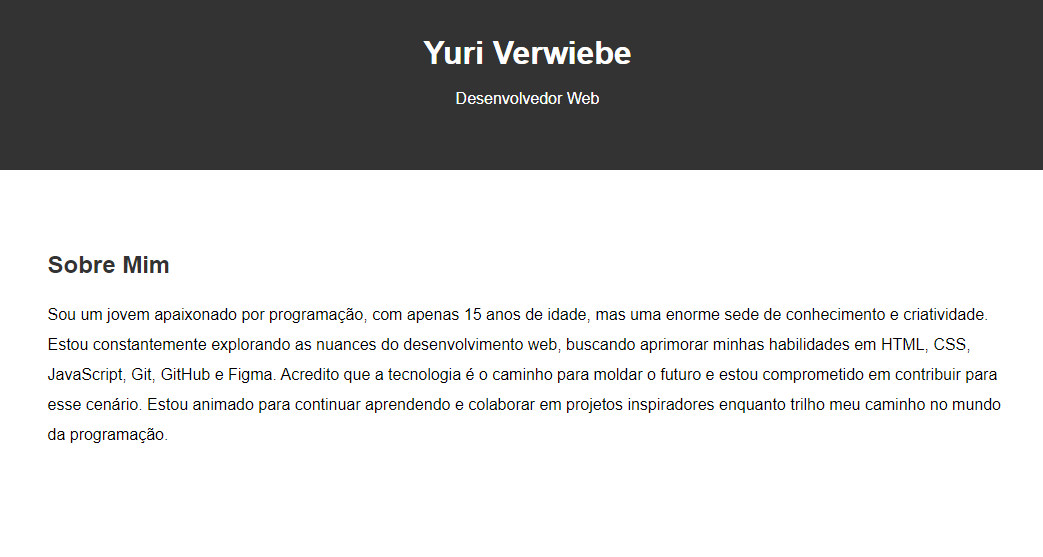 Yuri Verwiebe
Desenvolvedor Web
Sobre Mim
Sou um jovem apaixonado por programação, com apenas 15 anos de idade, mas uma enorme sede de conhecimento e criatividade.
Estou constantemente explorando as nuances do desenvolvimento web, buscando aprimorar minhas habilidades em HTML, CSS,
JavaScript, Git, GitHub e Figma. Acredito que a tecnologia é o caminho para moldar o futuro e estou comprometido em contribuir para
esse cenário. Estou animado para continuar aprendendo e colaborar em projetos inspiradores enquanto trilho meu caminho no mundo
da programação.